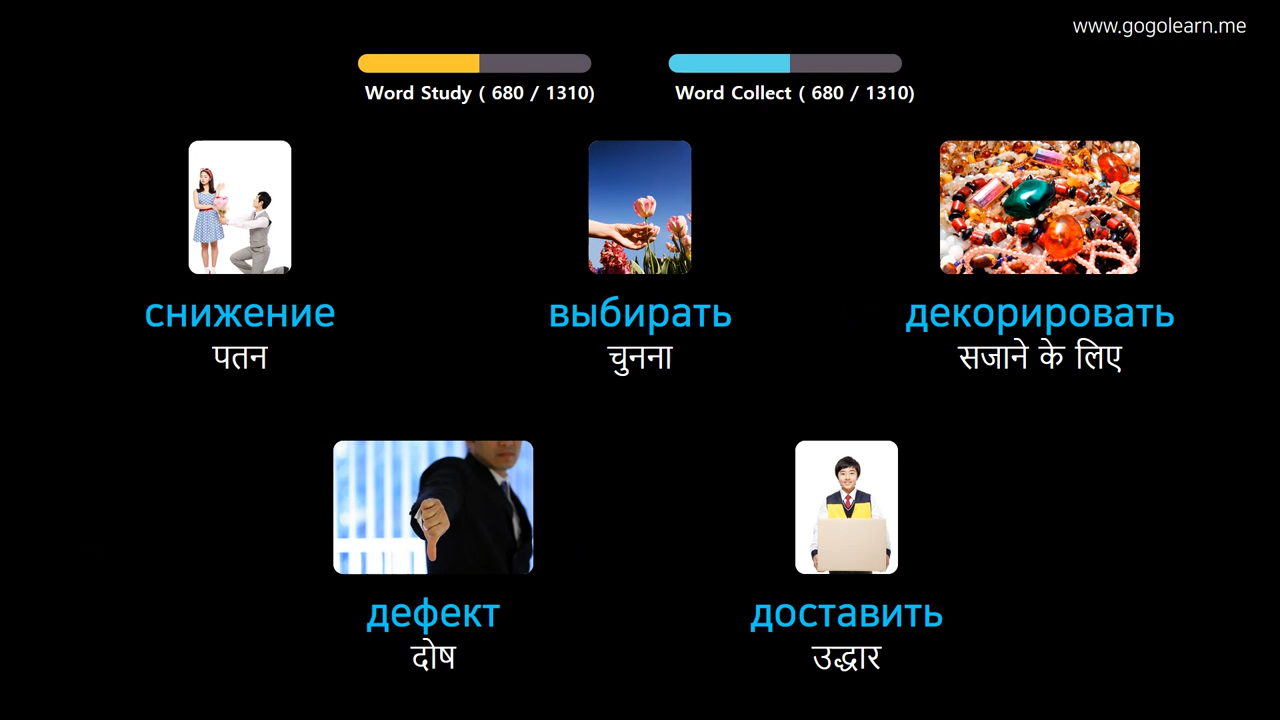 www.gogolearn.me
Word Study ( 680 / 1310)
Word Collect ( 680 / 1310)
снижение
पतन
выбирать
चुनना
декорировать
सजाने के लिए
дефект
दोष
доставить
उद्धार